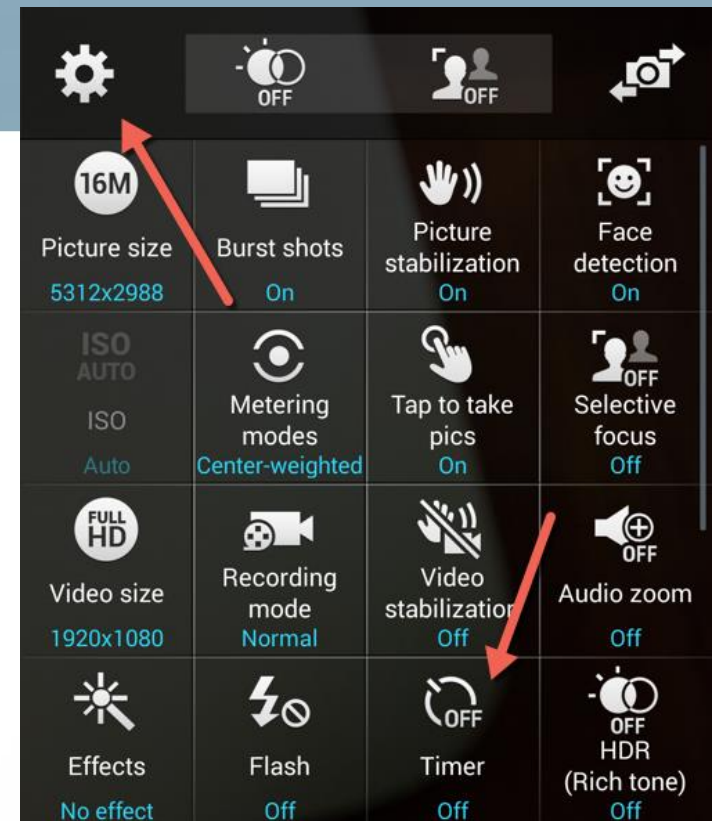 OFF
OFF
16M
Picture size
5312x2988
Burst shots
On
Picture
stabilization
On
Face
detection
On
ISO
AUTO
ISO
Auto
Metering
modes
Center-weighted
Tap to take
pics
On
OFF
Selective
focus
Off
FULL
HD
Video size
1920x1080
Recording
mode
Normal
Video
stabilization
Off
OFF
Audio zoom
Off
Effects
No effect
Flash
Off
OFF
Timer
Off
OFF
HDR
(Rich tone)
Off